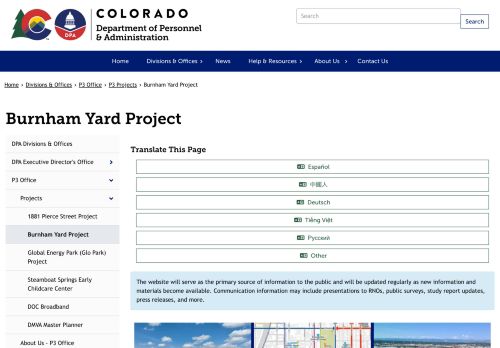 COLORADO
Department of Personnel
& Administration
DPA
Search
Search
Home
Divisions & Offices
News
Help & Resources
About Us
Contact Us
Home › Divisions & Offices › P3 Office › P3 Projects › Burnham Yard Project
Burnham Yard Project
DPA Divisions & Offices
DPA Executive Director's Office
P3 Office
Projects
1881 Pierce Street Project
Burnham Yard Project
Global Energy Park (Glo Park)
Project
Steamboat Springs Early
Childcare Center
DOC Broadband
DMVA Master Planner
About Us - P3 Office
Translate This Page
Español
中國人
Deutsch
Tiếng Việt
Русский
Other
The website will serve as the primary source of information to the public and will be updated regularly as new information and
materials become available. Communication information may include presentations to RNOs, public surveys, study report updates,
press releases, and more.